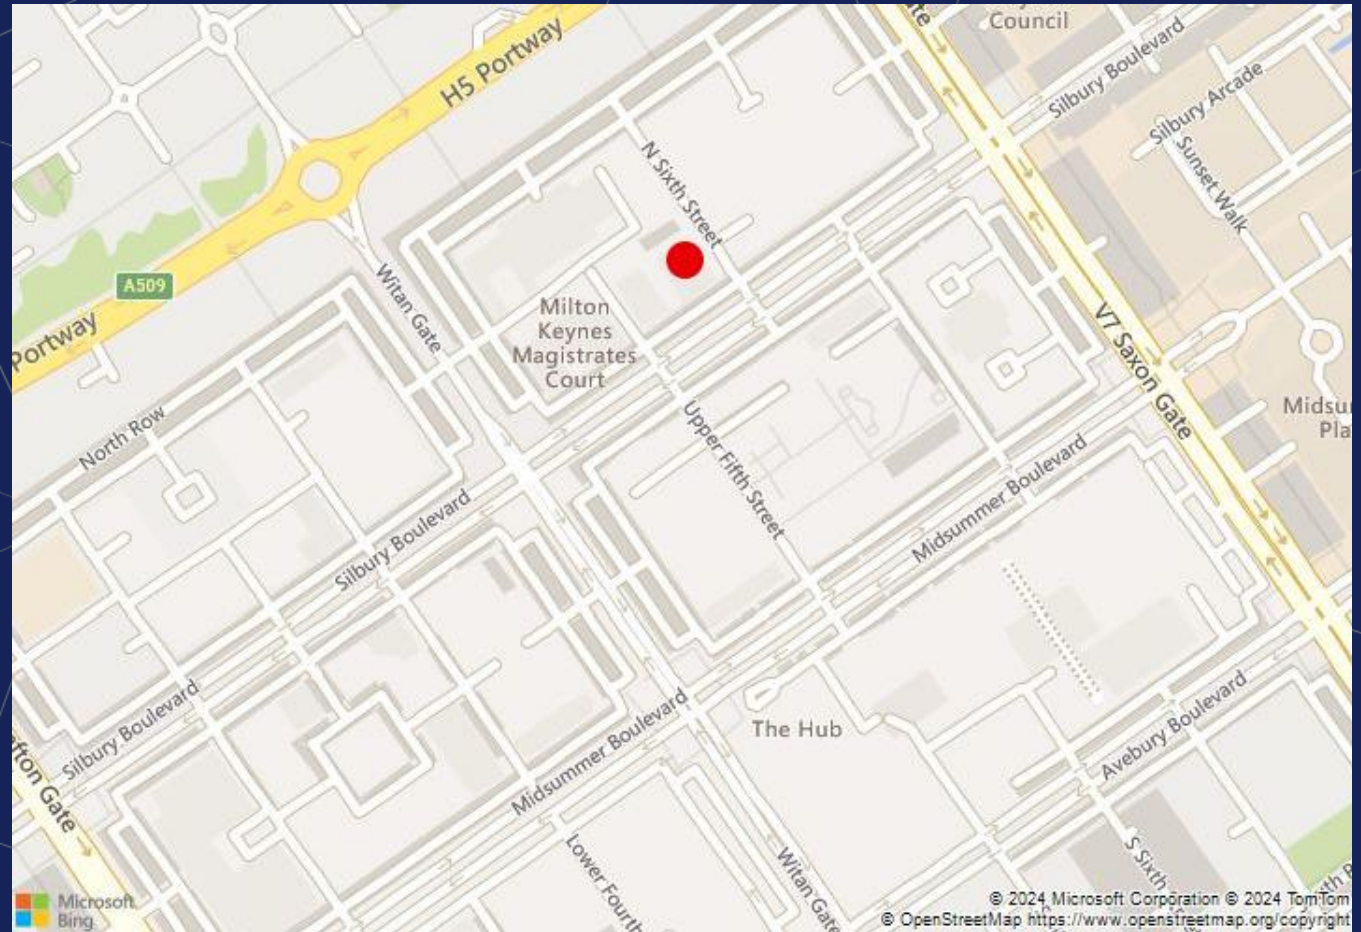 Council
Silbury Boulevard
H5 Portway
Silbury Arcade
Sunset Walk
N Sixth Street
A509
Witan Gate
Portway
Milton
Keynes
Magistrates
Court
V7 Saxon Gate
North Row
Upper Fifth Street
Midsummer Boulevard
Silbury Boulevard
Silbury Boulevard
The Hub
Midsummer Boulevard
Avebury Boulevard
Lower Fourth
Witan Gate
S Sixth
Microsoft
Bing
© 2024 Microsoft Corporation © 2024 TomTom
© OpenStreetMap https://www.openstreetmap.org/copyright